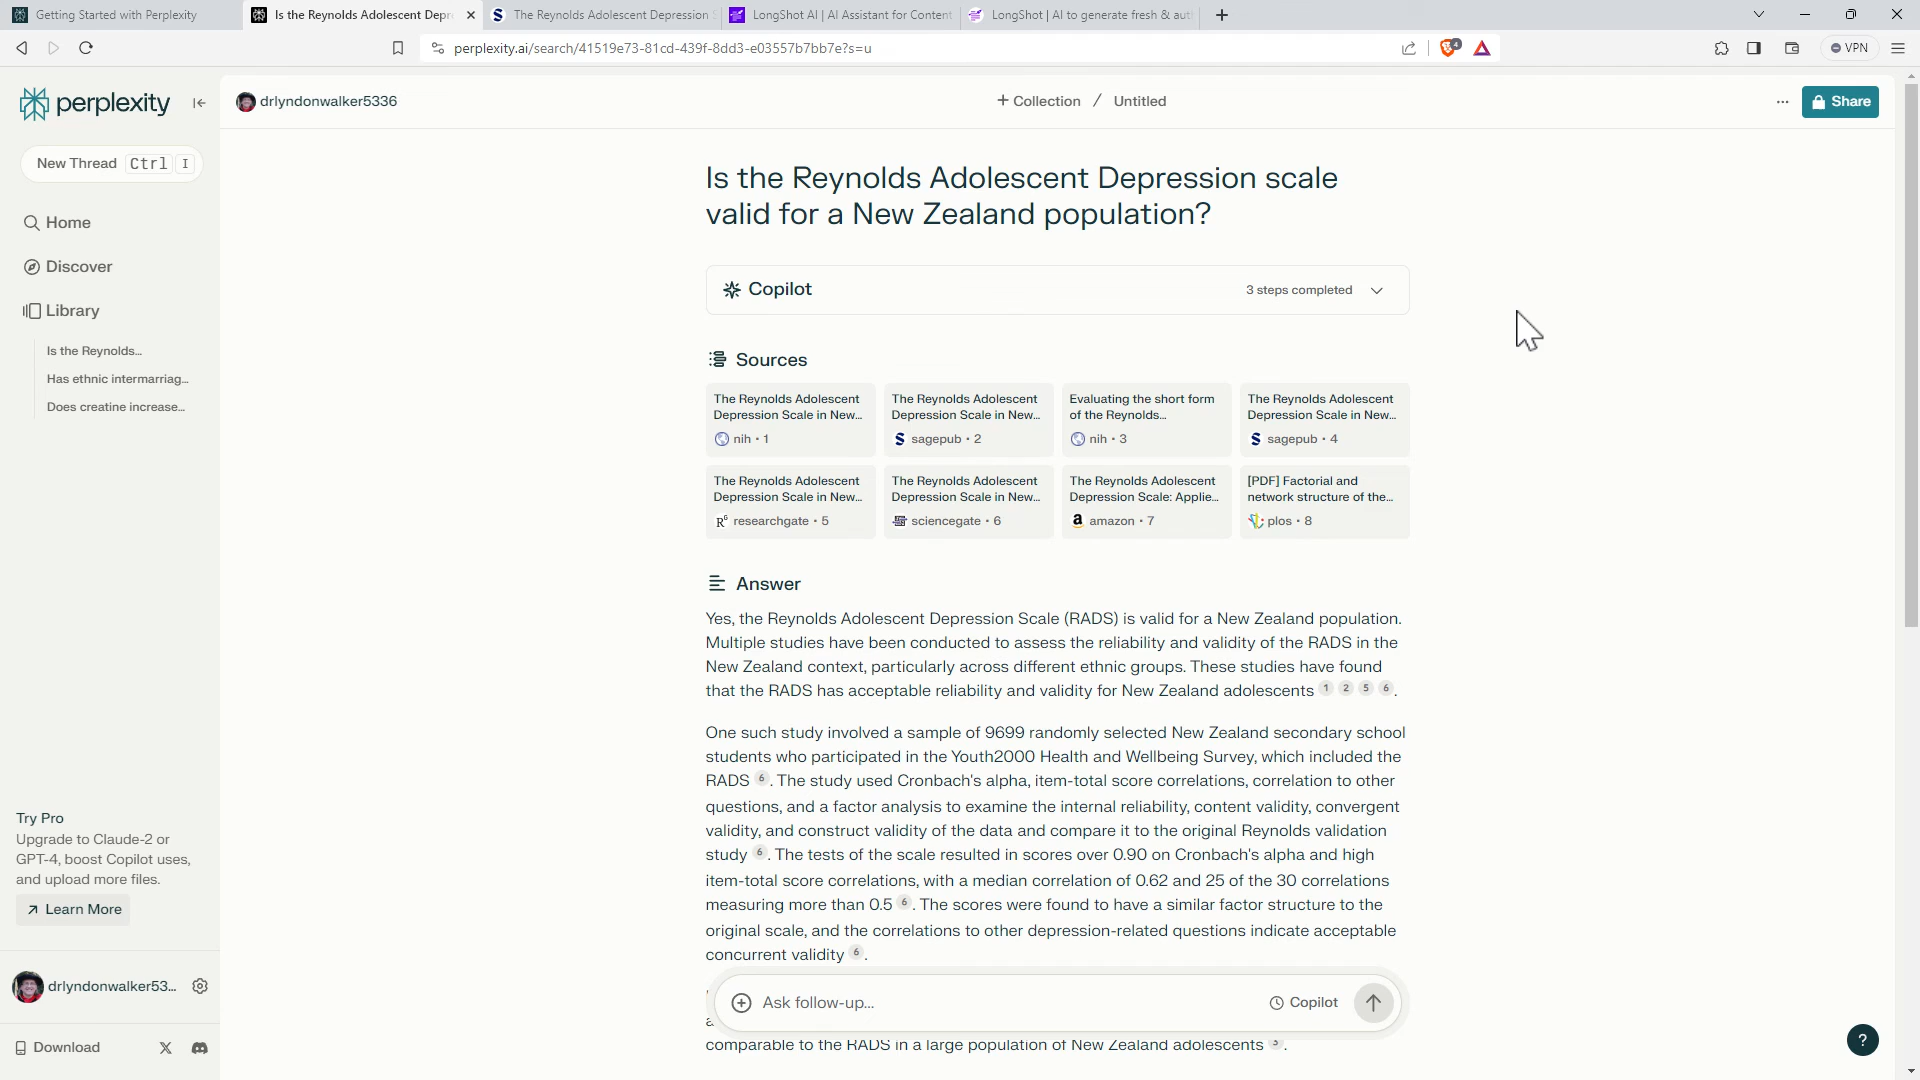 Getting Started with Perplexity
Is the Reynolds Adolescent Depr
The Reynolds Adolescent Depression S
LongShot AI | AI Assistant for Content
LongShot | AI to generate fresh & aut
perplexity.ai/search/41519e73-81cd-439f-8dd3-e03557b7bb7e?s=u
4
VPN
perplexity
drlyndonwalker5336
+ Collection / Untitled
Share
New Thread Ctrl I
Home
Discover
Library
Is the Reynolds...
Has ethnic intermarriag...
Does creatine increase...
Is the Reynolds Adolescent Depression scale
valid for a New Zealand population?
Copilot
3 steps completed
Sources
The Reynolds Adolescent
Depression Scale in New...
nih • 1
The Reynolds Adolescent
Depression Scale in New...
sagepub • 2
Evaluating the short form
of the Reynolds...
nih • 3
The Reynolds Adolescent
Depression Scale in New...
sagepub • 4
The Reynolds Adolescent
Depression Scale in New...
researchgate • 5
The Reynolds Adolescent
Depression Scale in New...
sciencegate • 6
The Reynolds Adolescent
Depression Scale: Applie...
amazon • 7
[PDF] Factorial and
network structure of the...
plos • 8
Answer
Yes, the Reynolds Adolescent Depression Scale (RADS) is valid for a New Zealand population.
Multiple studies have been conducted to assess the reliability and validity of the RADS in the
New Zealand context, particularly across different ethnic groups. These studies have found
that the RADS has acceptable reliability and validity for New Zealand adolescents 1 2 5 6.
One such study involved a sample of 9699 randomly selected New Zealand secondary school
students who participated in the Youth2000 Health and Wellbeing Survey, which included the
RADS 6. The study used Cronbach's alpha, item-total score correlations, correlation to other
questions, and a factor analysis to examine the internal reliability, content validity, convergent
validity, and construct validity of the data and compare it to the original Reynolds validation
study 6. The tests of the scale resulted in scores over 0.90 on Cronbach's alpha and high
item-total score correlations, with a median correlation of 0.62 and 25 of the 30 correlations
measuring more than 0.5 6. The scores were found to have a similar factor structure to the
original scale, and the correlations to other depression-related questions indicate acceptable
concurrent validity 6.
Ask follow-up...
Copilot
comparable to the RADS in a large population of New Zealand adolescents 3.
Try Pro
Upgrade to Claude-2 or
GPT-4, boost Copilot uses,
and upload more files.
Learn More
drlyndonwalker53...
Download
?